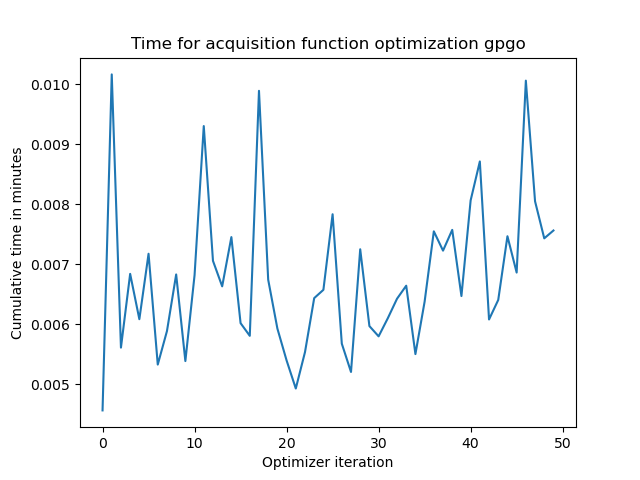 Time for acquisition function optimization gpgo
Cumulative time in minutes
0.010
0.009
0.008
0.007
0.006
0.005
0 10 20 30 40 50
Optimizer iteration